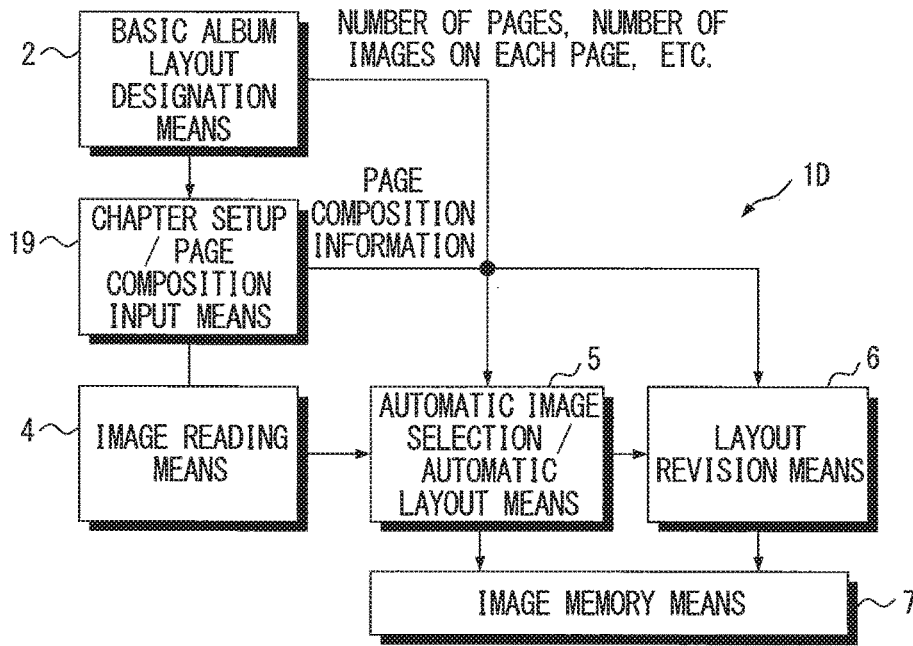 2
BASIC ALBUM
LAYOUT
DESIGNATION
MEANS
NUMBER OF PAGES, NUMBER OF
IMAGES ON EACH PAGE, ETC.
1D
19
CHAPTER SETUP
/ PAGE
COMPOSITION
INPUT MEANS
PAGE
COMPOSITION
INFORMATION
4
IMAGE READING
MEANS
5
AUTOMATIC IMAGE
SELECTION /
AUTOMATIC
LAYOUT MEANS
6
LAYOUT
REVISION MEANS
IMAGE MEMORY MEANS
7